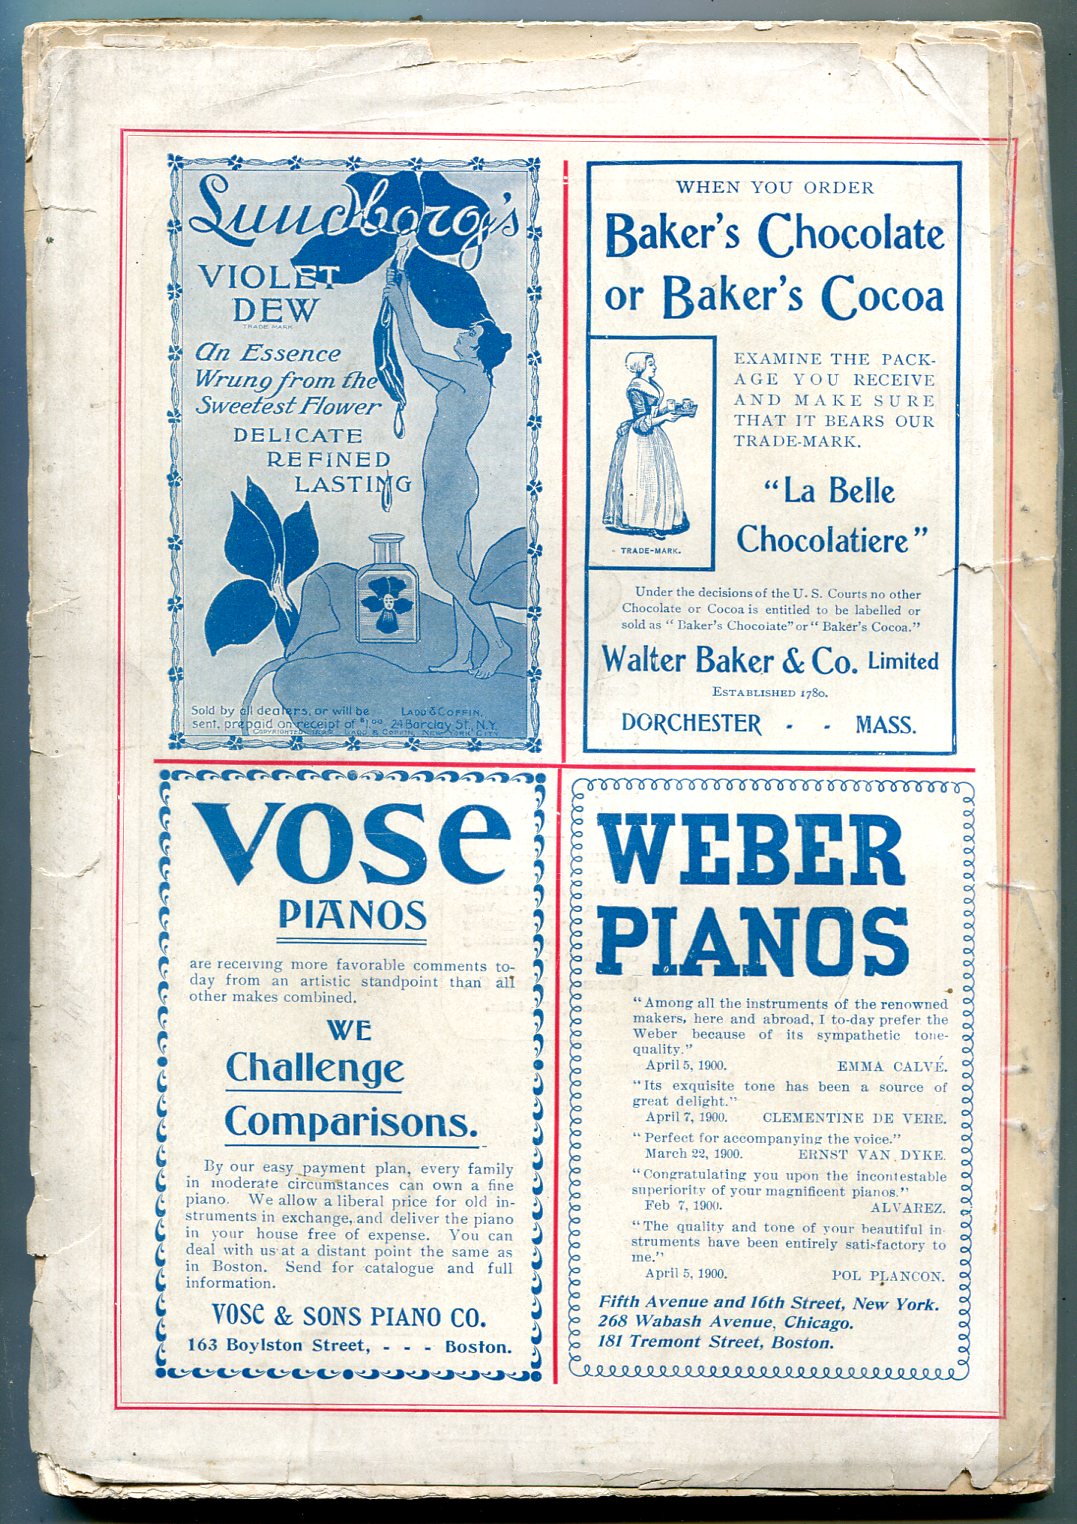 Lundborg's
VIOLET
DEW
TRADE MARK
An Essence
Wrung from the
Sweetest Flower
DELICATE
REFINED
LASTING
Sold by all dealers, or will be
sent, prepaid on receipt of $1.00
LADD & COFFIN,
24 Barclay St, N.Y.
LADD & COFFIN, NEW YORK CITY
WHEN YOU ORDER
Baker's Chocolate
or Baker's Cocoa
EXAMINE THE PACK-
AGE YOU RECEIVE
AND MAKE SURE
THAT IT BEARS OUR
TRADE-MARK.
"La Belle
Chocolatiere"
TRADE-MARK.
Under the decisions of the U. S. Courts no other
Chocolate or Cocoa is entitled to be labelled or
sold as "Baker's Chocolate" or "Baker's Cocoa."
Walter Baker & Co. Limited
ESTABLISHED 1780.
DORCHESTER - - MASS.
VOSE
PIANOS
are receiving more favorable comments to-
day from an artistic standpoint than all
other makes combined.
WE
Challenge
Comparisons.
By our easy payment plan, every family
in moderate circumstances can own a fine
piano. We allow a liberal price for old in-
struments in exchange, and deliver the piano
in your house free of expense. You can
deal with us at a distant point the same as
in Boston. Send for catalogue and full
information.
VOSE & SONS PIANO CO.
163 Boylston Street, - - - Boston.
WEBER
PIANOS
"Among all the instruments of the renowned
makers, here and abroad, I to-day prefer the
Weber because of its sympathetic tone-
quality."
April 5, 1900. EMMA CALVÉ.
"Its exquisite tone has been a source of
great delight."
April 7, 1900. CLEMENTINE DE VERE.
"Perfect for accompanying the voice."
March 22, 1900. ERNST VAN DYKE.
"Congratulating you upon the incontestable
superiority of your magnificent pianos."
Feb 7, 1900. ALVAREZ.
"The quality and tone of your beautiful in-
struments have been entirely satisfactory to
me."
April 5, 1900. POL PLANCON.
Fifth Avenue and 16th Street, New York.
268 Wabash Avenue, Chicago.
181 Tremont Street, Boston.